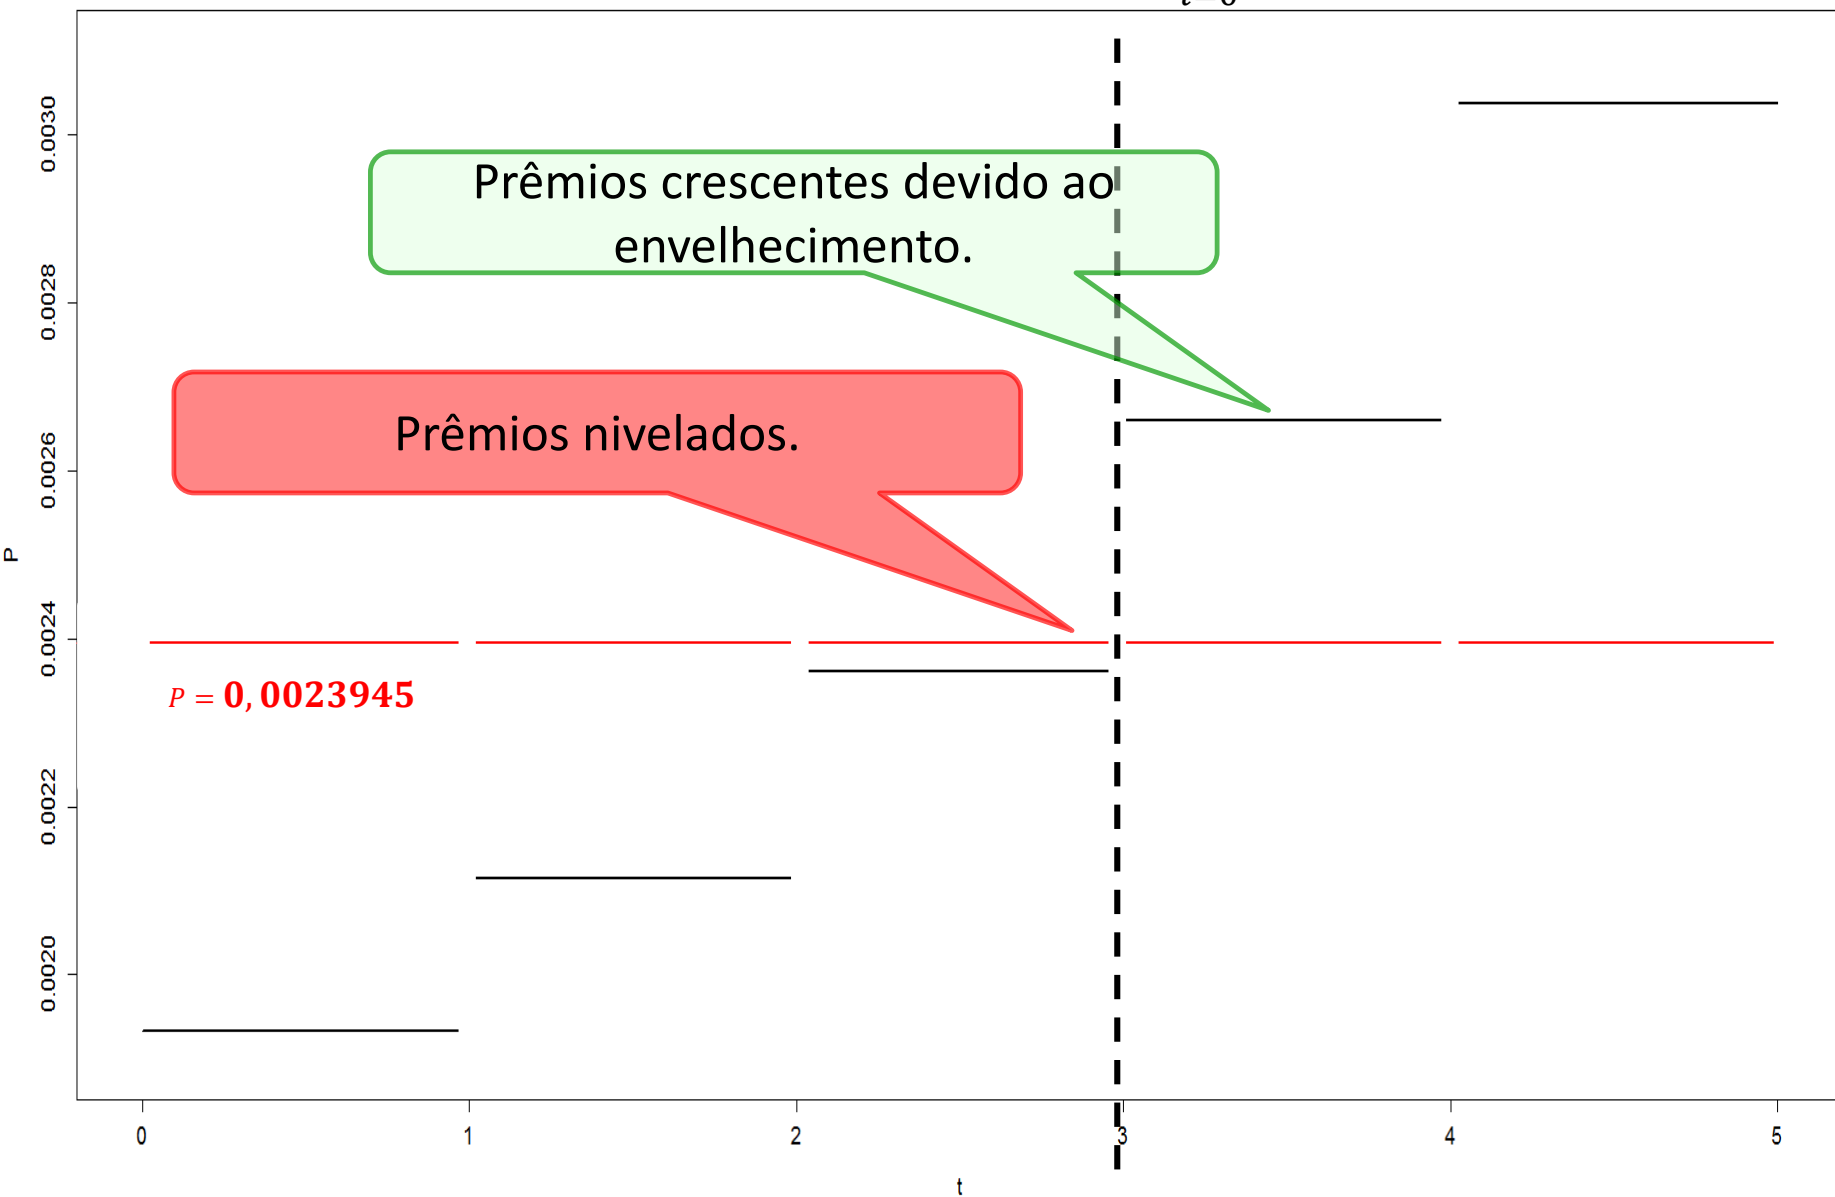 0.0030
Prêmios crescentes devido ao
envelhecimento.
0.0028
Prêmios nivelados.
0.0026
P
0.0024
P = 0,0023945
0.0022
0.0020
0 1 2 3 4 5
t